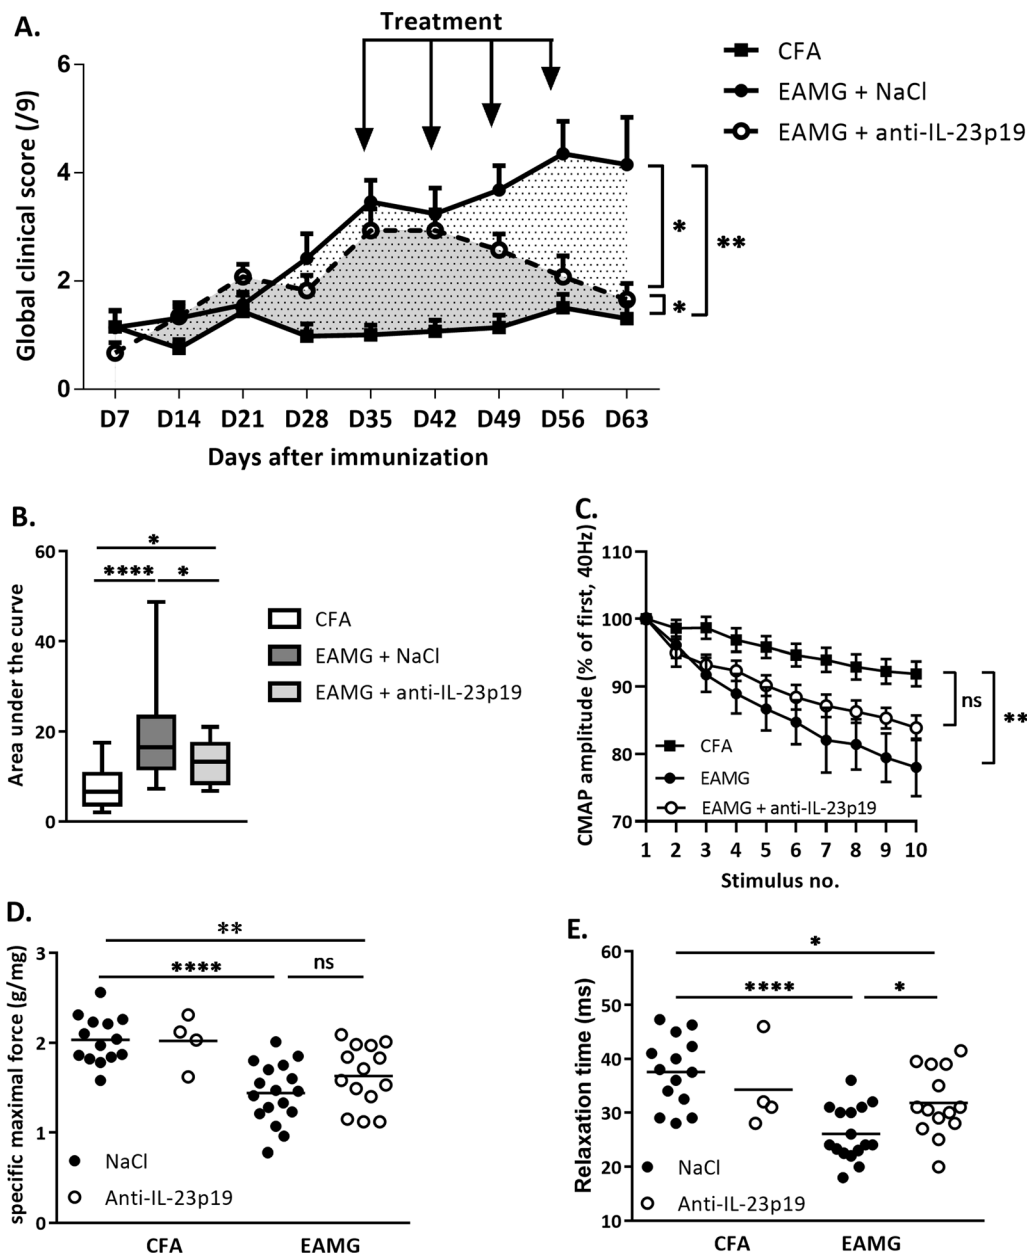 A.
Treatment
CFA
EAMG + NaCl
EAMG + anti-IL-23p19
Global clinical score (/9)
6
4
2
0
*
**
*
D7 D14 D21 D28 D35 D42 D49 D56 D63
Days after immunization
B.
Area under the curve
60
40
20
0
*
**** *
CFA
EAMG + NaCl
EAMG + anti-IL-23p19
C.
CMAP amplitude (% of first, 40Hz)
110
100
90
80
70
ns
**
CFA
EAMG
EAMG + anti-IL-23p19
1 2 3 4 5 6 7 8 9 10
Stimulus no.
D.
specific maximal force (g/mg)
3
2
1
0
**
**** ns
NaCl
Anti-IL-23p19
CFA EAMG
E.
Relaxation time (ms)
60
50
40
30
20
10
*
**** *
NaCl
Anti-IL-23p19
CFA EAMG